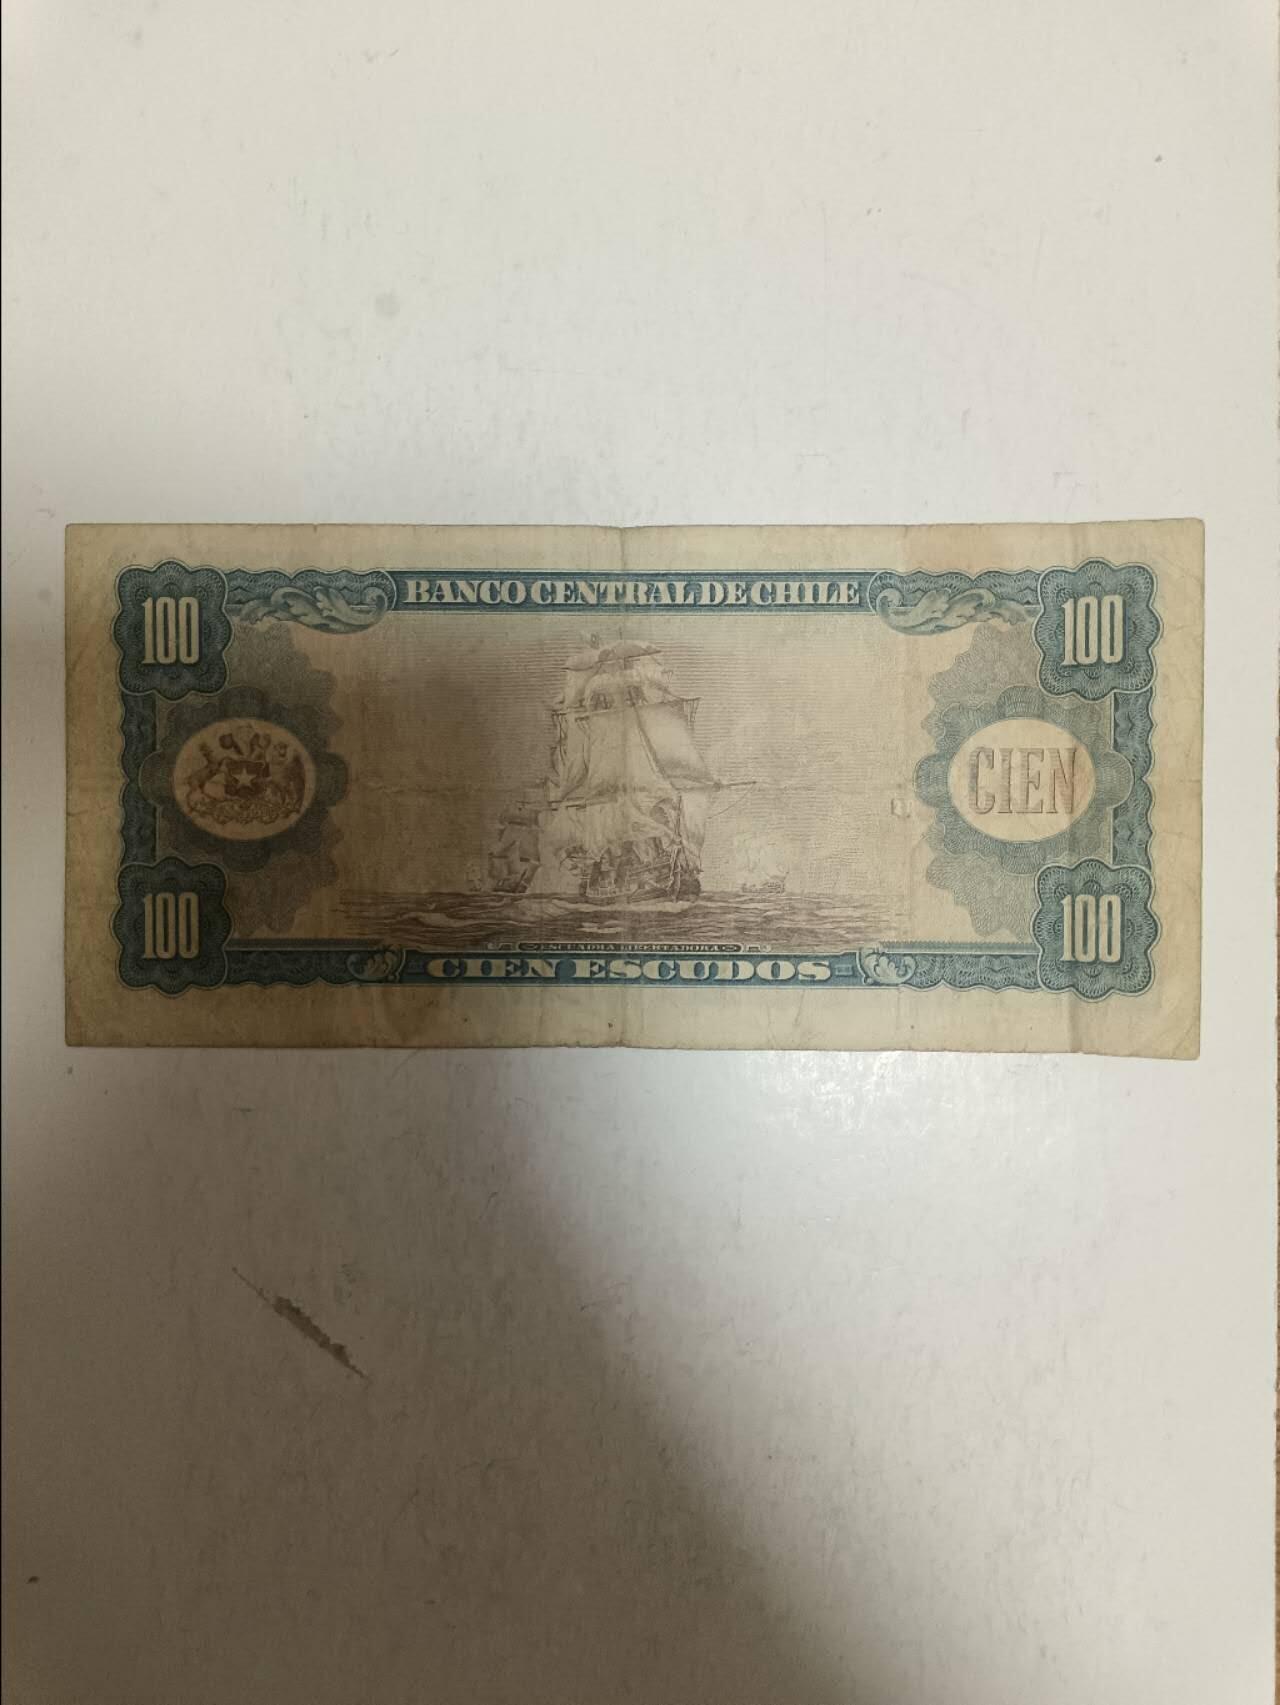 BANCO CENTRAL DE CHILE
100
100
CIEN
100
100
ESCUADRA LIBERTADORA
CIEN ESCUDOS